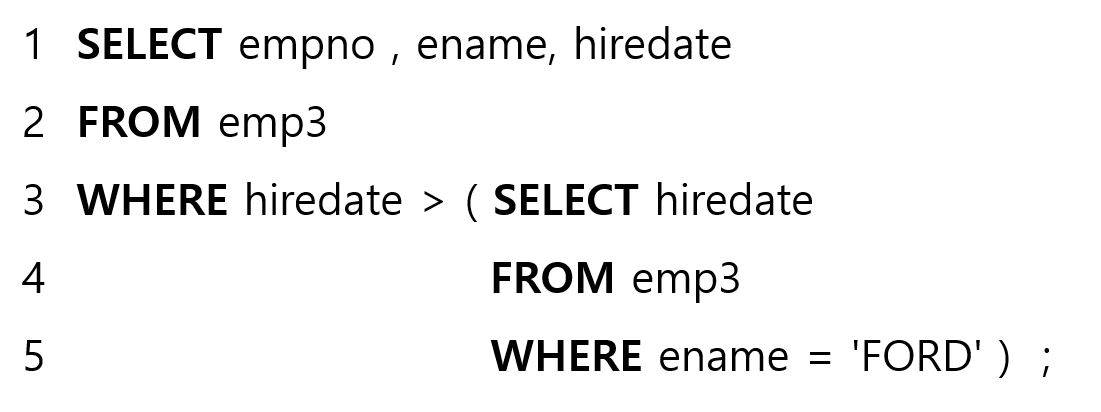 1 SELECT empno , ename, hiredate
2 FROM emp3
3 WHERE hiredate > ( SELECT hiredate
4 FROM emp3
5 WHERE ename = 'FORD' ) ;